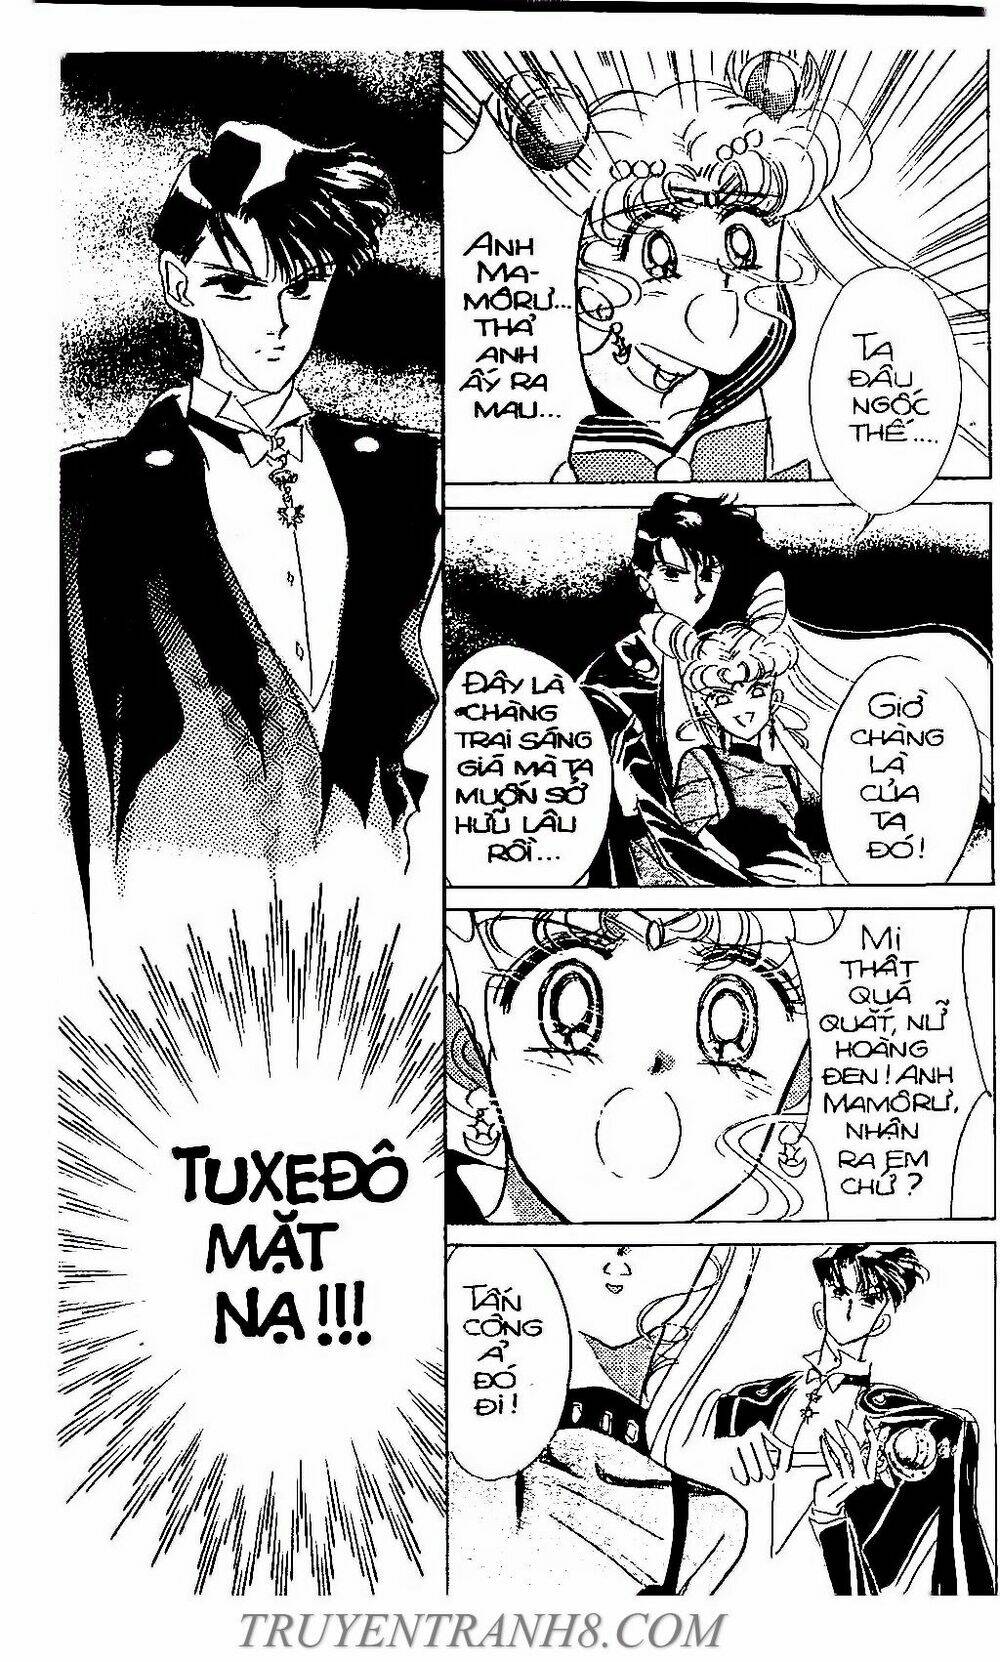 TUXEĐÔ
MẶT
NẠ!!!
ANH
MA-
MÔRƯ...
THẢ
ANH
ẤY RA
MAU...
TA
ĐÂU
NGỐC
THẾ....
ĐÂY LÀ
CHÀNG
TRAI SÁNG
GIÁ MÀ TA
MUỐN SỞ
HỮU LÂU
RỒI...
GIỜ
CHÀNG
LÀ
CỦA
TA
ĐÓ!
MI
THẬT
QUÁ
QUẮT, NỮ
HOÀNG
ĐEN! ANH
MAMÔRƯ,
NHẬN
RA EM
CHỨ?
TẤN
CÔNG
Ả
ĐÓ
ĐI!
TRUYENTRANH8.COM